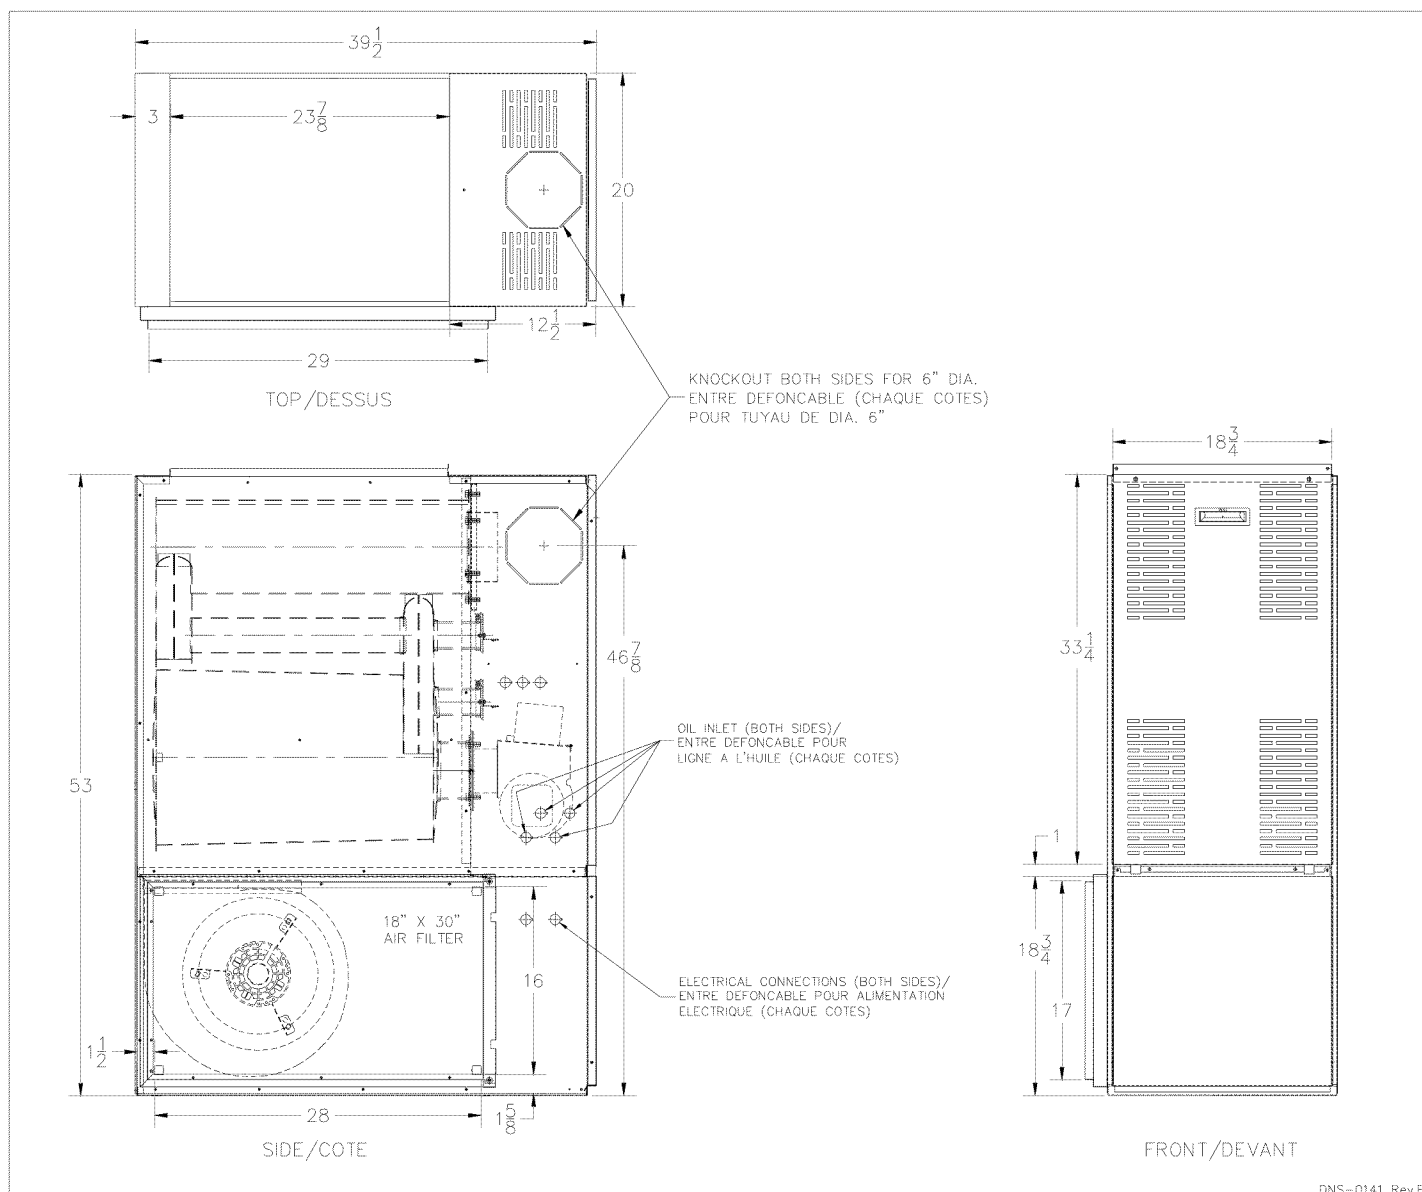 39 1/2
3
23 7/8
20
12 1/2
29
TOP/DESSUS
KNOCKOUT BOTH SIDES FOR 6" DIA.
ENTRE DEFONCABLE (CHAQUE COTES)
POUR TUYAU DE DIA. 6"
18 3/4
33 1/4
46 7/8
OIL INLET (BOTH SIDES)/
ENTRE DEFONCABLE POUR
LIGNE A L'HUILE (CHAQUE COTES)
53
1
18" X 30"
AIR FILTER
16
18 3/4
17
ELECTRICAL CONNECTIONS (BOTH SIDES)/
ENTRE DEFONCABLE POUR ALIMENTATION
ELECTRIQUE (CHAQUE COTES)
1 1/2
28
1 5/8
SIDE/COTE
FRONT/DEVANT
DNS-0141 Rev.